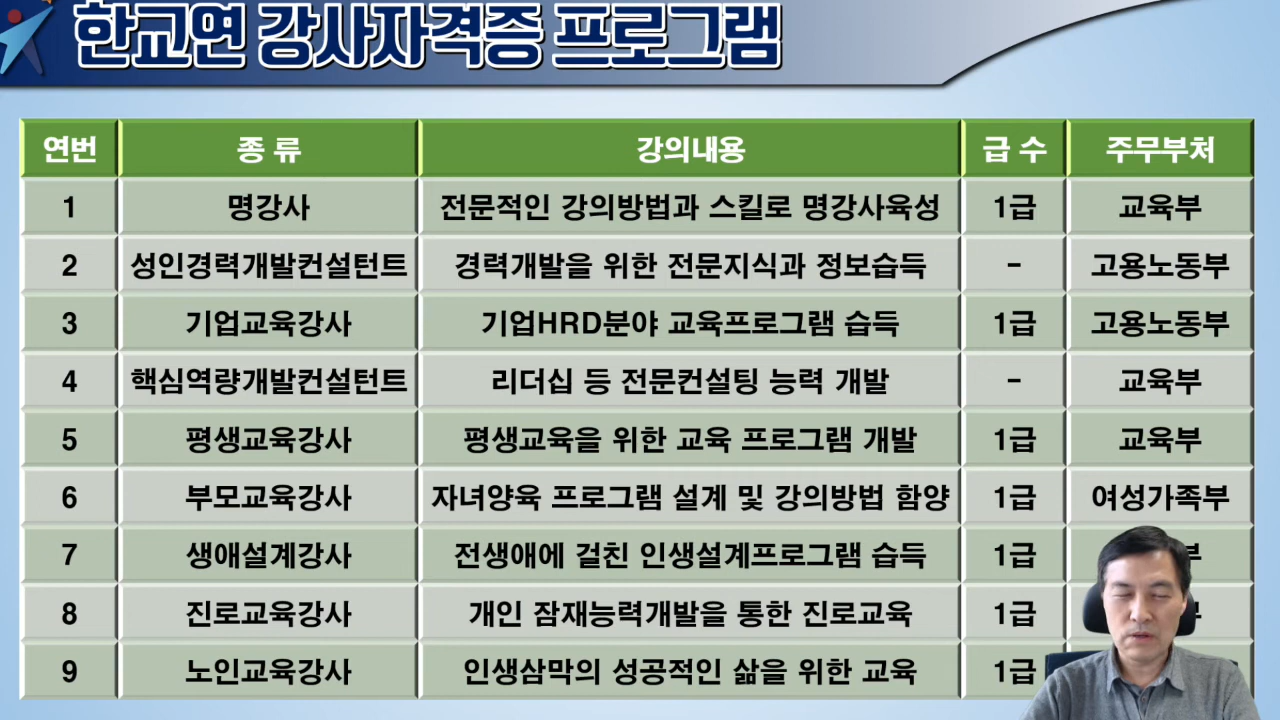 한교연 강사자격증 프로그램
연번 종 류 강의내용 급 수 주무부처
1 명강사 전문적인 강의방법과 스킬로 명강사육성 1급 교육부
2 성인경력개발컨설턴트 경력개발을 위한 전문지식과 정보습득 - 고용노동부
3 기업교육강사 기업HRD분야 교육프로그램 습득 1급 고용노동부
4 핵심역량개발컨설턴트 리더십 등 전문컨설팅 능력 개발 - 교육부
5 평생교육강사 평생교육을 위한 교육 프로그램 개발 1급 교육부
6 부모교육강사 자녀양육 프로그램 설계 및 강의방법 함양 1급 여성가족부
7 생애설계강사 전생애에 걸친 인생설계프로그램 습득 1급
8 진로교육강사 개인 잠재능력개발을 통한 진로교육 1급
9 노인교육강사 인생삼막의 성공적인 삶을 위한 교육 1급